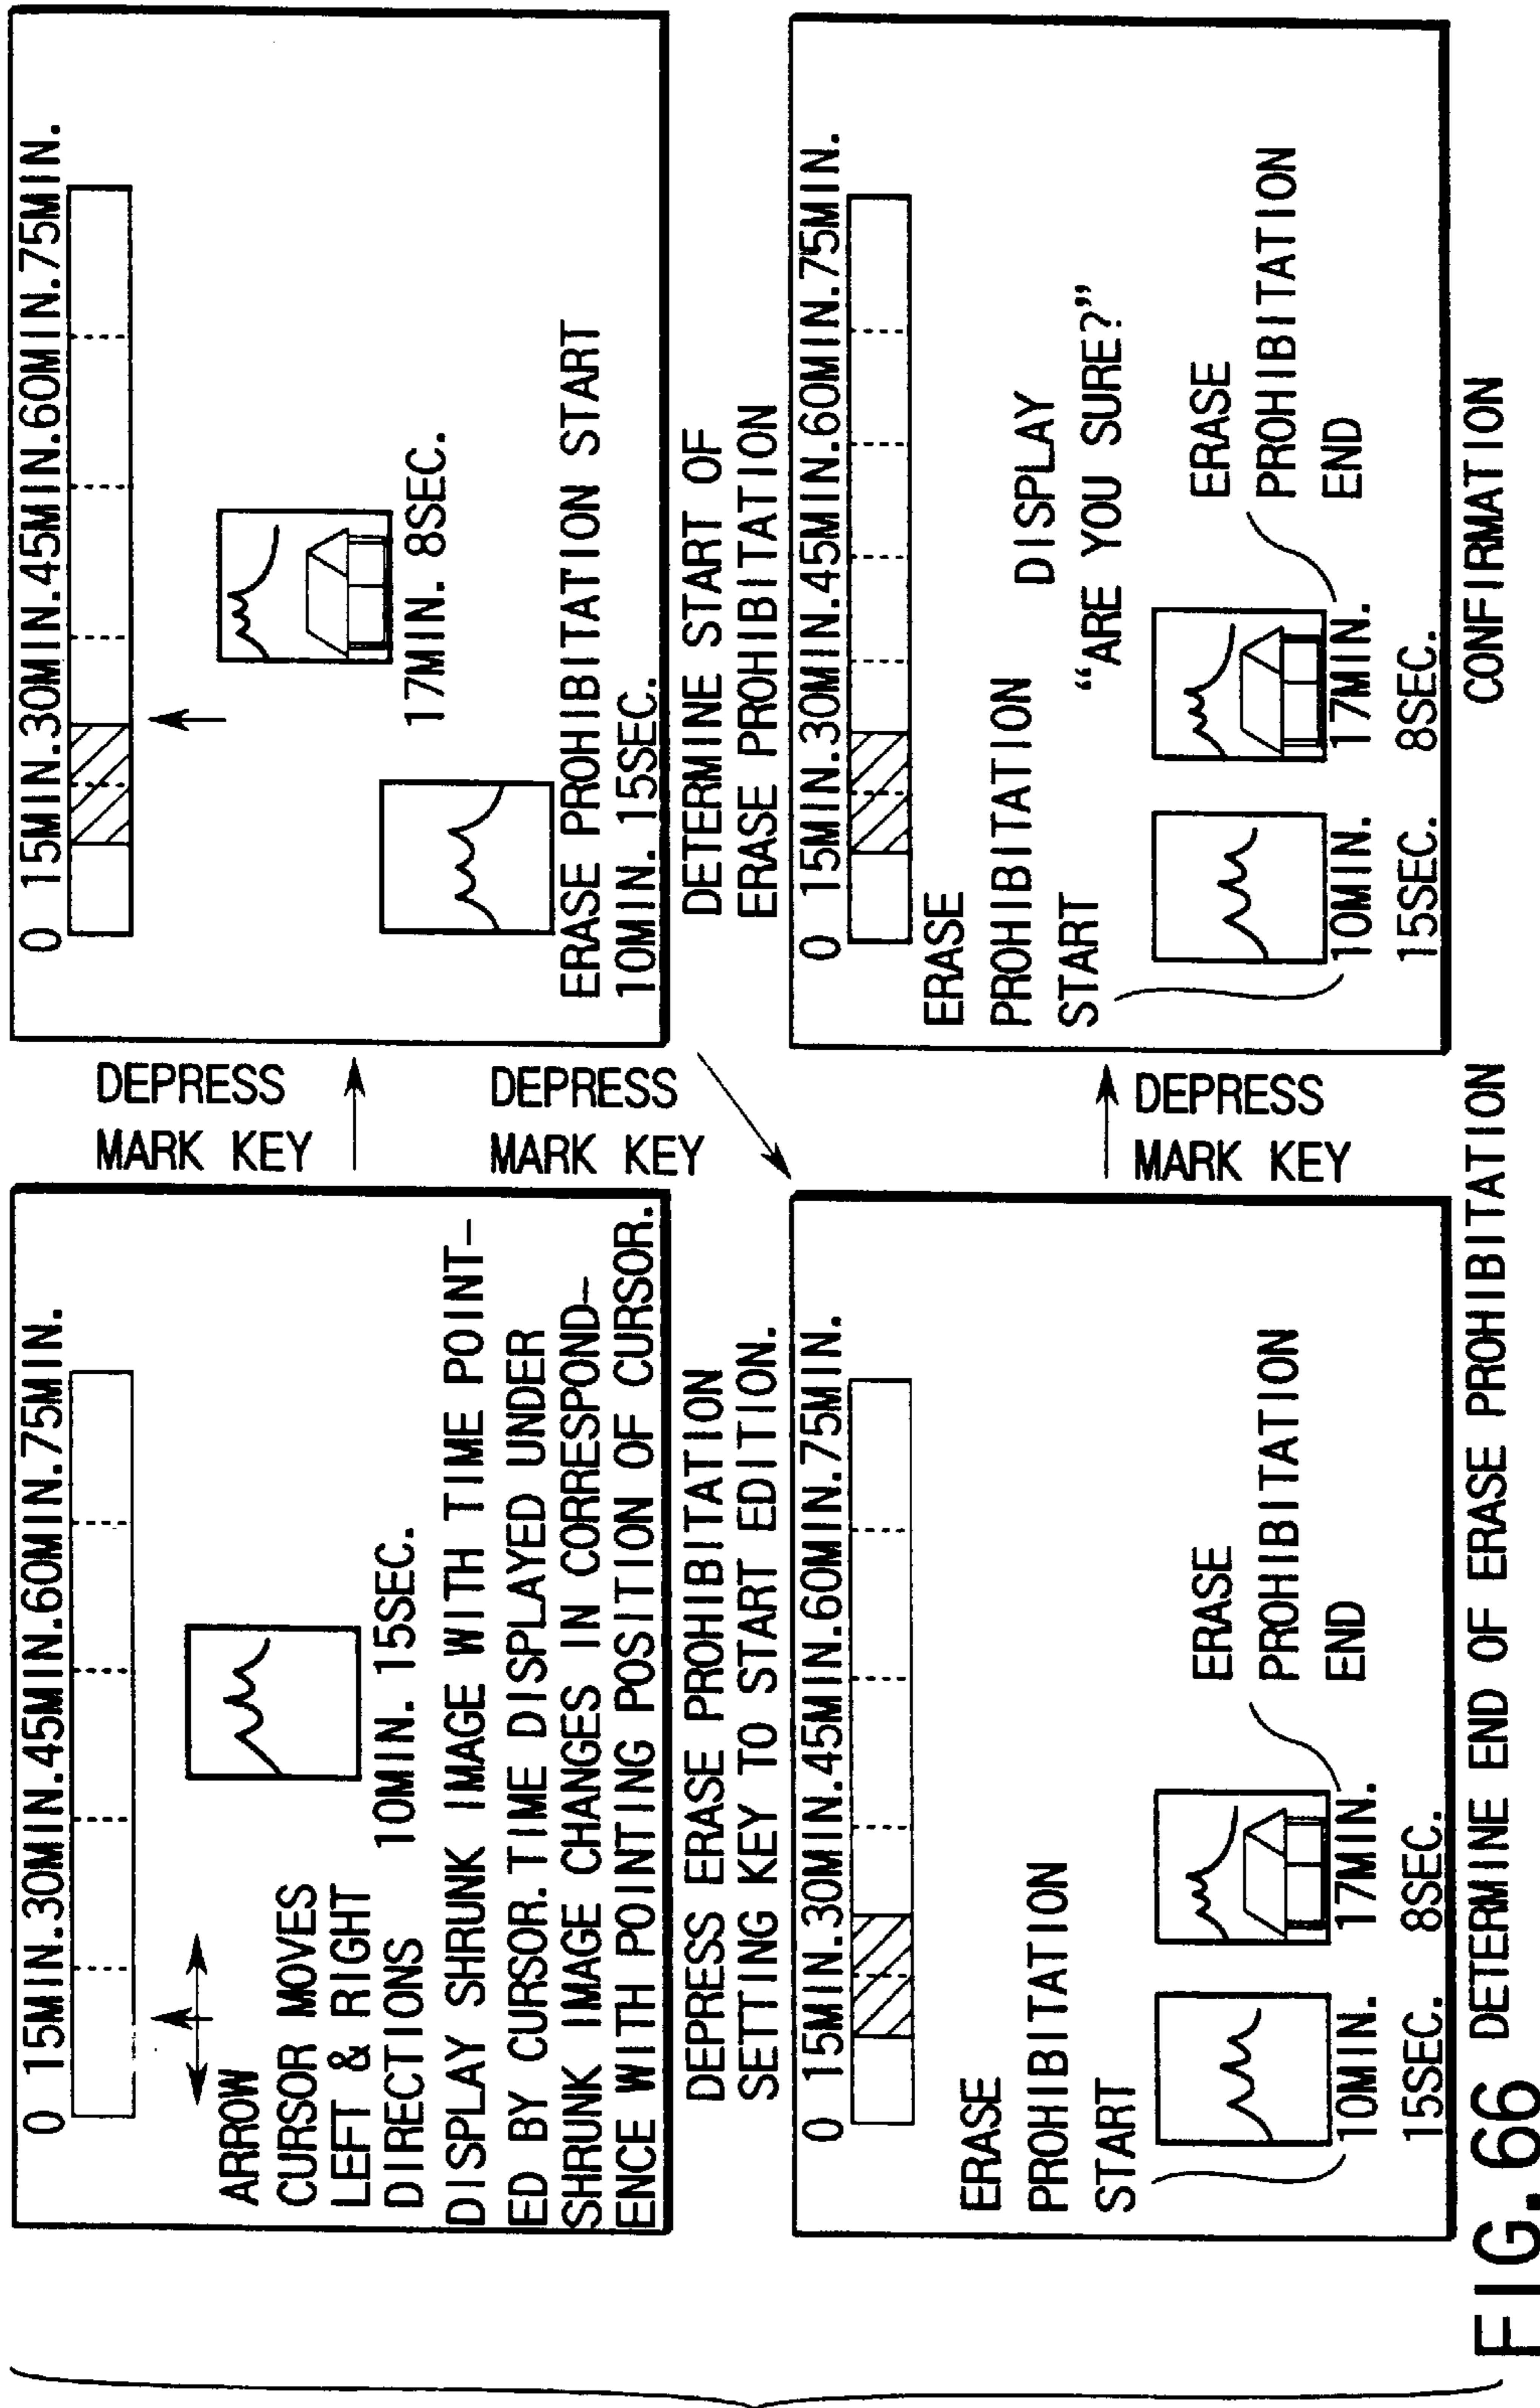 0 15MIN.30MIN.45MIN.60MIN.75MIN.
ARROW
CURSOR MOVES
LEFT & RIGHT
DIRECTIONS
10MIN. 15SEC.
DISPLAY SHRUNK IMAGE WITH TIME POINT-
ED BY CURSOR. TIME DISPLAYED UNDER
SHRUNK IMAGE CHANGES IN CORRESPOND-
ENCE WITH POINTING POSITION OF CURSOR.
DEPRESS ERASE PROHIBITATION
SETTING KEY TO START EDITION.
DEPRESS
MARK KEY
0 15MIN.30MIN.45MIN.60MIN.75MIN.
17MIN. 8SEC.
ERASE PROHIBITATION START
10MIN. 15SEC.
DETERMINE START OF
ERASE PROHIBITATION
DEPRESS
MARK KEY
0 15MIN.30MIN.45MIN.60MIN.75MIN.
ERASE
PROHIBITATION
START
ERASE
PROHIBITATION
END
10MIN. 17MIN.
15SEC. 8SEC.
DETERMINE END OF ERASE PROHIBITATION
DEPRESS
MARK KEY
0 15MIN.30MIN.45MIN.60MIN.75MIN.
ERASE
PROHIBITATION
START
DISPLAY
“ARE YOU SURE?”
ERASE
PROHIBITATION
END
10MIN. 17MIN.
15SEC. 8SEC.
CONFIRMATION
FIG. 66